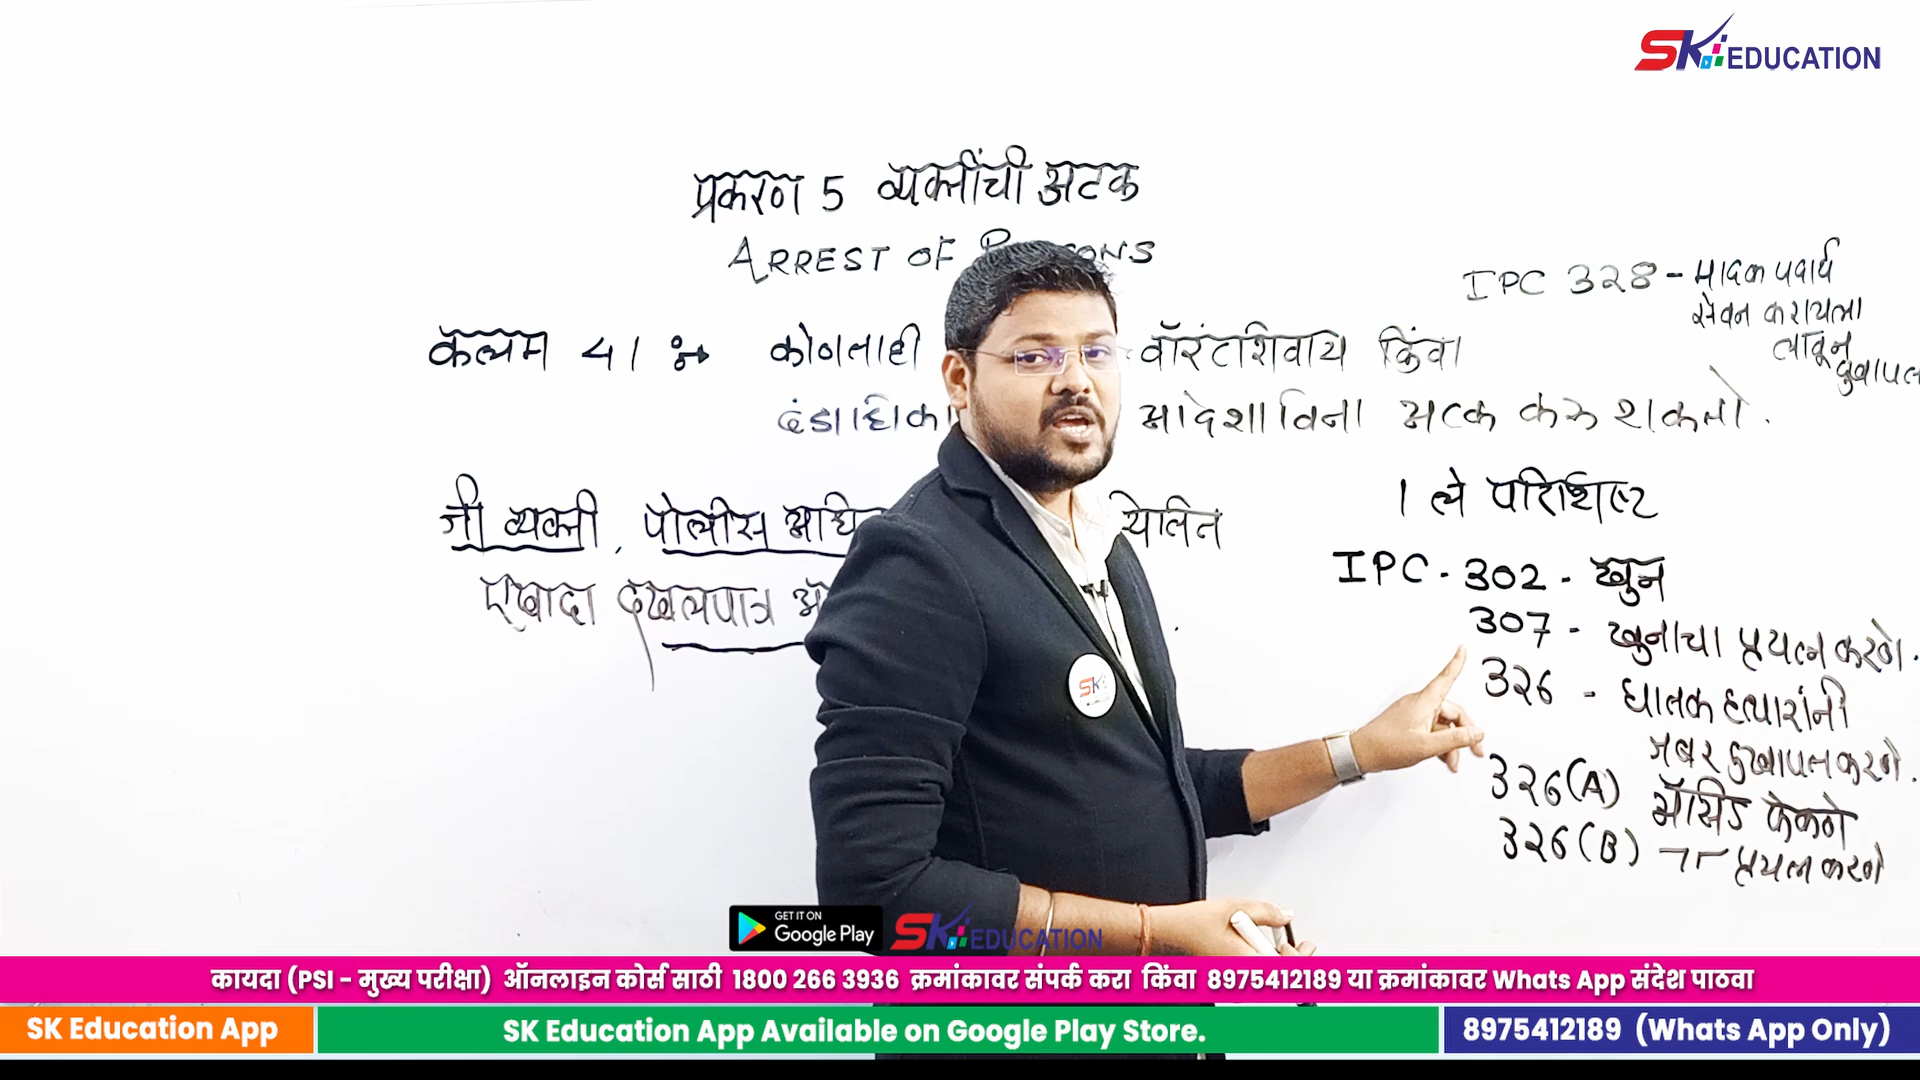 SK EDUCATION
प्रकरण 5 व्यक्तींची अटक
ARREST OF
कलम 41 कोणताही वॉरंटशिवाय किंवा
आदेशाविना अटक करू शकतो.
जी व्यक्ती, पोलीस
एखादा दखलपात्र
IPC 328 - मादक पदार्थ
सेवन करायला
लावून
1 ले परिशिष्ट
IPC - 302 - खुन
307 - खुनाचा प्रयत्न करणे.
326 - घातक हत्यारांनी
जबर दुखापत करणे.
326(A) ॲसिड फेकणे
326(B) प्रयत्न करणे
SK
GET IT ON
Google Play
SK EDUCATION
कायदा (PSI - मुख्य परीक्षा) ऑनलाइन कोर्स साठी 1800 266 3936 क्रमांकावर संपर्क करा किंवा 8975412189 या क्रमांकावर Whats App संदेश पाठवा
SK Education App
SK Education App Available on Google Play Store.
8975412189 (Whats App Only)